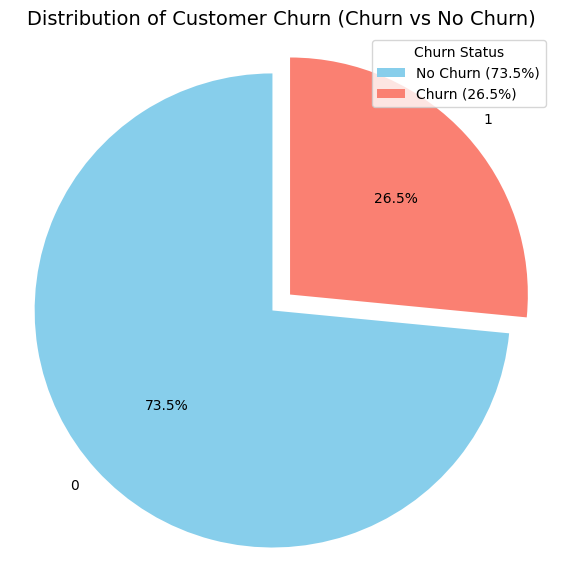 Distribution of Customer Churn (Churn vs No Churn)
Churn Status
No Churn (73.5%)
Churn (26.5%)
1
26.5%
73.5%
0